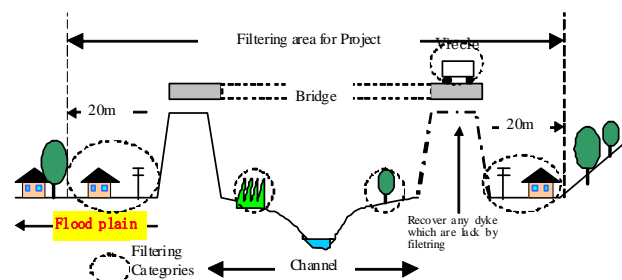 Filtering area for Project
Viecle
Bridge
20m
20m
Flood plain
Recover any dyke
which are lack by
filetring
Filtering
Categories
Channel